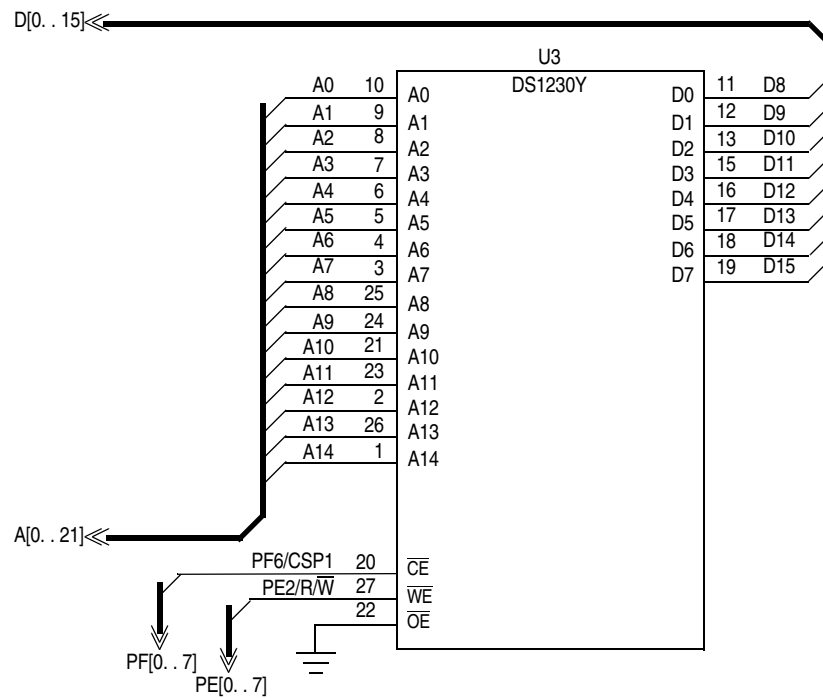 D[0. . 15]
U3
DS1230Y
A0 10 A0 D0 11 D8
A1 9 A1 D1 12 D9
A2 8 A2 D2 13 D10
A3 7 A3 D3 15 D11
A4 6 A4 D4 16 D12
A5 5 A5 D5 17 D13
A6 4 A6 D6 18 D14
A7 3 A7 D7 19 D15
A8 25 A8
A9 24 A9
A10 21 A10
A11 23 A11
A12 2 A12
A13 26 A13
A14 1 A14
A[0. . 21]
PF6/CSP1 20 C̅E̅
PE2/R/W̅ 27 W̅E̅
22 O̅E̅
PF[0. . 7]
PE[0. . 7]